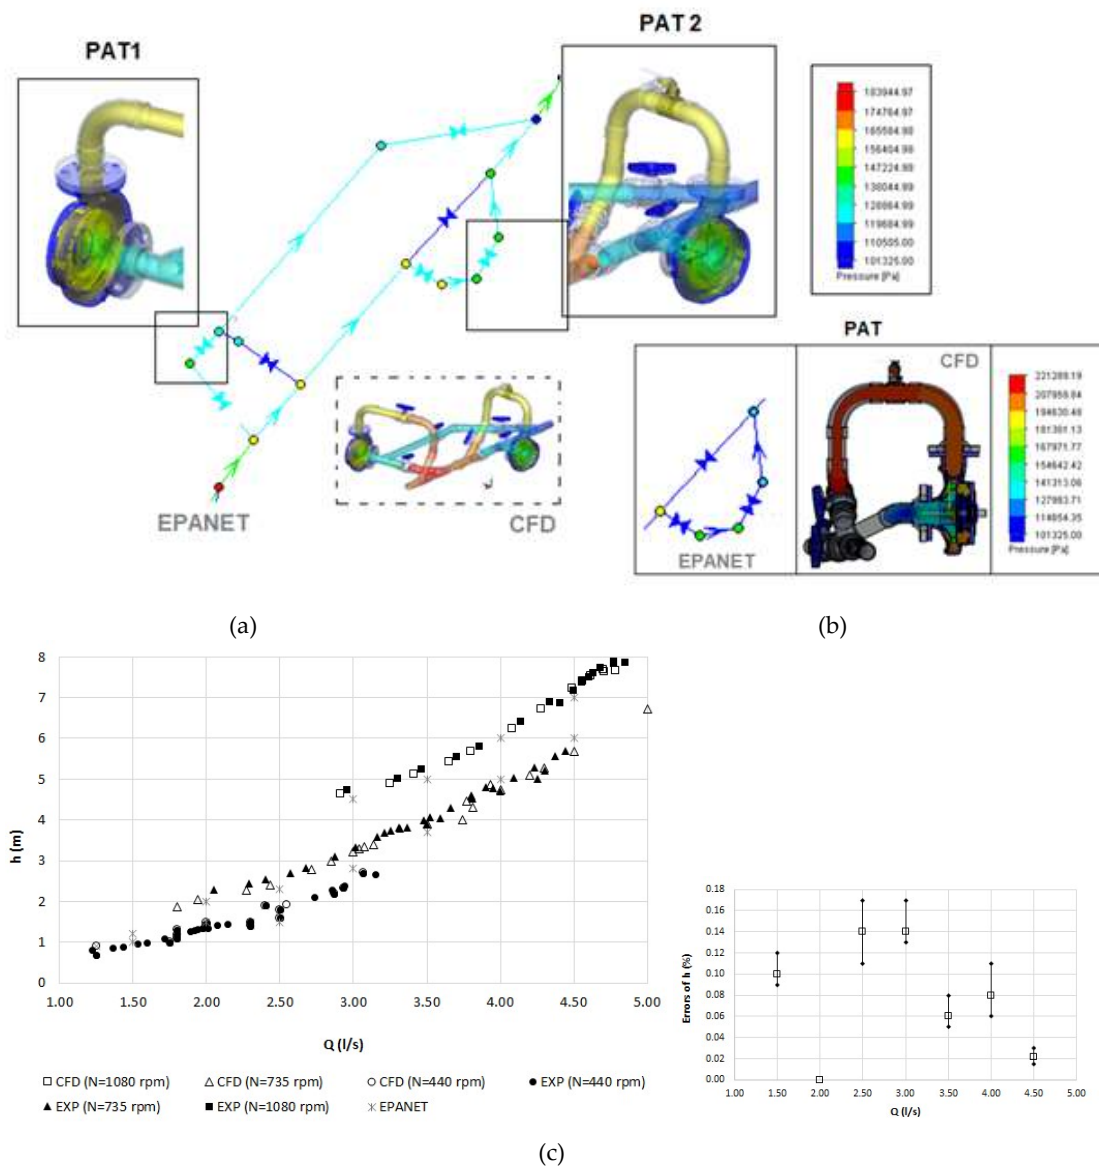 PAT1
PAT 2
183944.97
174764.97
165584.98
156404.98
147224.99
138044.99
128864.99
119684.99
110505.00
101325.00
Pressure [Pa]
EPANET
CFD
PAT
CFD
EPANET
221289.19
207959.84
194630.48
181301.13
167971.77
154642.42
141313.06
127983.71
114654.35
101325.00
Pressure [Pa]
(a)
(b)
8
7
6
5
4
3
2
1
0
h (m)
1.00 1.50 2.00 2.50 3.00 3.50 4.00 4.50 5.00
Q (l/s)
CFD (N=1080 rpm) CFD (N=735 rpm) CFD (N=440 rpm) EXP (N=440 rpm)
EXP (N=735 rpm) EXP (N=1080 rpm) EPANET
0.18
0.16
0.14
0.12
0.10
0.08
0.06
0.04
0.02
0.00
Errors of h (%)
1.00 1.50 2.00 2.50 3.00 3.50 4.00 4.50 5.00
Q (l/s)
(c)